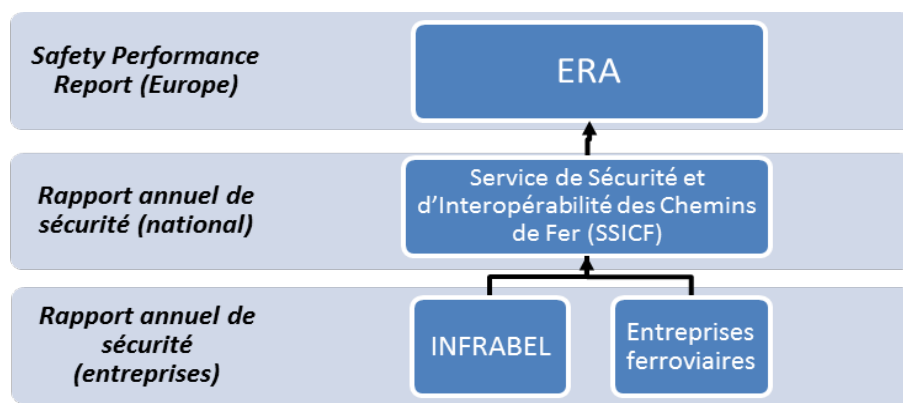 Safety Performance
Report (Europe)
ERA
Rapport annuel de
sécurité (national)
Service de Sécurité et
d'Interopérabilité des Chemins
de Fer (SSICF)
Rapport annuel de
sécurité
(entreprises)
INFRABEL
Entreprises
ferroviaires